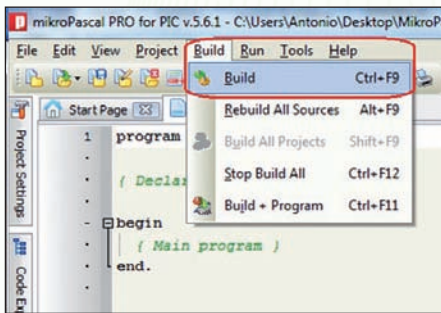 mikroPascal PRO for PIC v.5.6.1 - C:\Users\Antonio\Desktop\MikroP
File Edit View Project Build Run Tools Help
Build Ctrl+F9
Rebuild All Sources Alt+F9
Build All Projects Shift+F9
Stop Build All Ctrl+F12
Build + Program Ctrl+F11
Start Page
Project Settings
Code Ex
1 program
{ Declar
begin
{ Main program }
end.